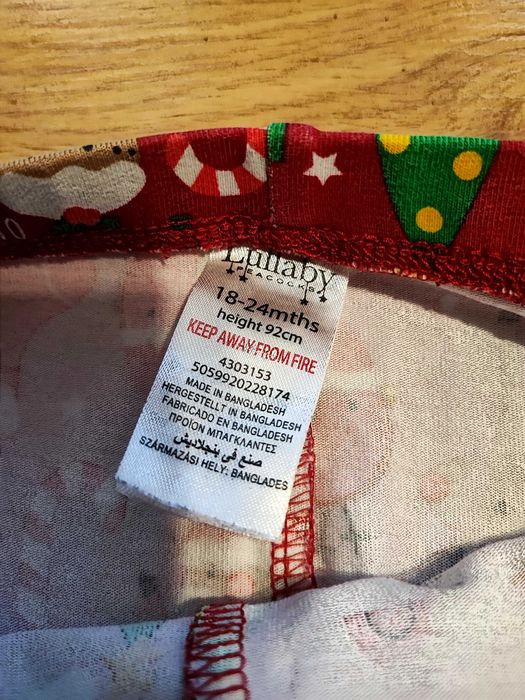 Lullaby
PEACOCKS
18-24mths
height 92cm
KEEP AWAY FROM FIRE
4303153
5059920228174
MADE IN BANGLADESH
HERGESTELLT IN BANGLADESH
FABRICADO EN BANGLADESH
ΠΡΟΪΟΝ ΜΠΑΓΚΛΑΝΤΕΣ
صنع في بنجلاديش
SZÁRMAZÁSI HELY: BANGLADES